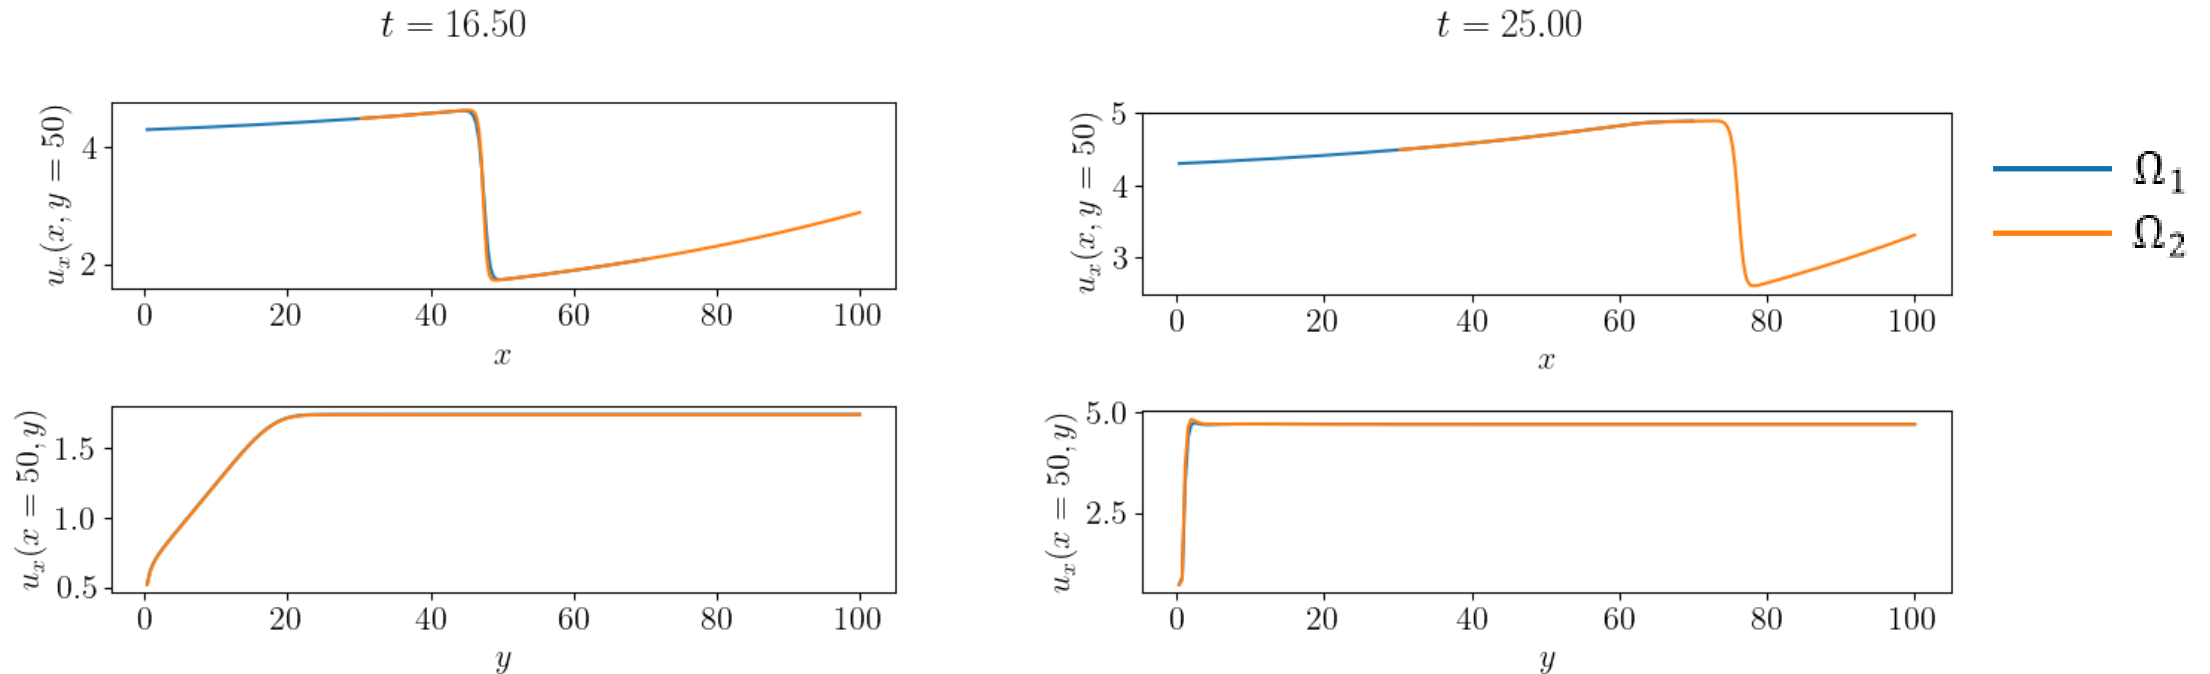 t = 16.50
t = 25.00
u_x(x, y = 50)
4
2
0 20 40 60 80 100
x
u_x(x, y = 50)
5
4
3
0 20 40 60 80 100
x
Ω_1
Ω_2
u_x(x = 50, y)
1.5
1.0
0.5
0 20 40 60 80 100
y
u_x(x = 50, y)
5.0
2.5
0 20 40 60 80 100
y